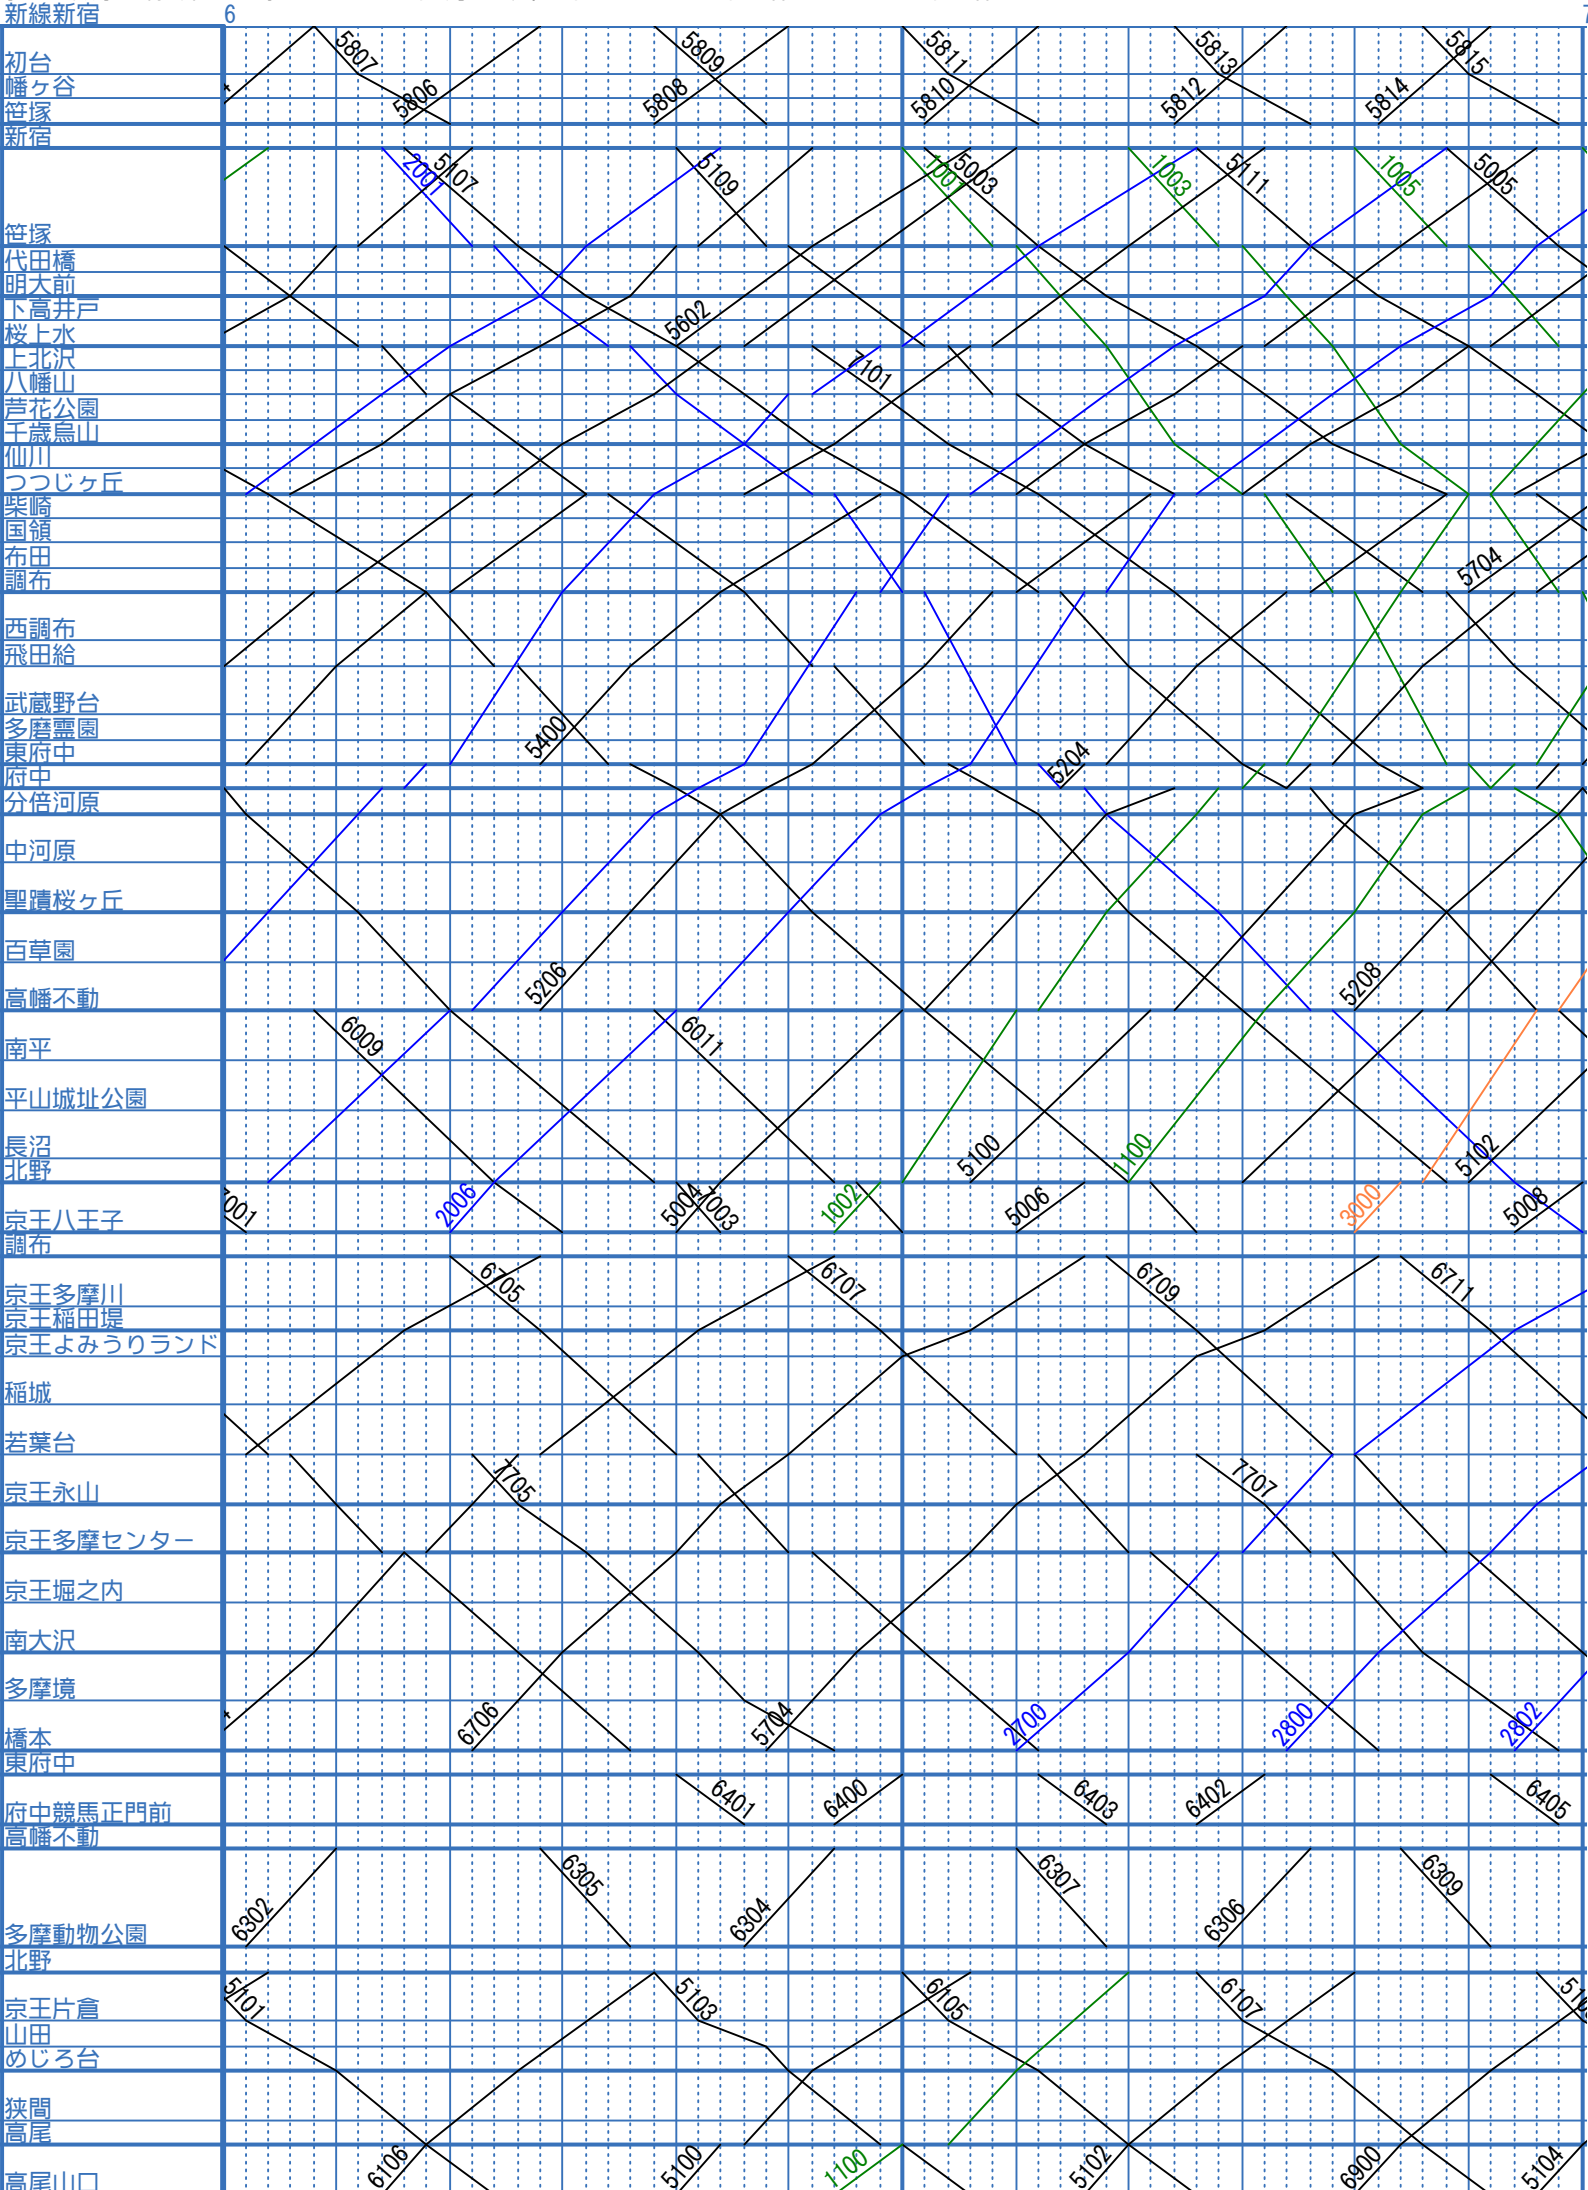 新線新宿 6 7
初台 5807 5809 5811 5813 5815
幡ヶ谷 5806 5808 5810 5812 5814
笹塚
新宿
2001 5107 5109 1001 5003 1003 5111 1005 5005
笹塚
代田橋
明大前
下高井戸
桜上水 5602
上北沢
八幡山 7101
芦花公園
千歳烏山
仙川
つつじヶ丘
柴崎
国領
布田
調布 5704
西調布
飛田給
武蔵野台
多磨霊園
東府中 5400 5204
府中
分倍河原
中河原
聖蹟桜ヶ丘
百草園
高幡不動 5206 5208
南平 6009 6011
平山城址公園
長沼
北野 5100 1100 5102
京王八王子 2006 5004 7003 1002 5006 3000 5008
調布
京王多摩川 6705 6707 6709 6711
京王稲田堤
京王よみうりランド
稲城
若葉台
京王永山 7705 7707
京王多摩センター
京王堀之内
南大沢
多摩境
橋本 6706 5704 2700 2800 2802
東府中
府中競馬正門前 6401 6400 6403 6402 6405
高幡不動
6305 6307 6309
多摩動物公園 6302 6304 6306
北野
京王片倉 5101 5103 6105 6107
山田
めじろ台
狭間
高尾
高尾山口 6106 5100 1100 5102 6900 5104